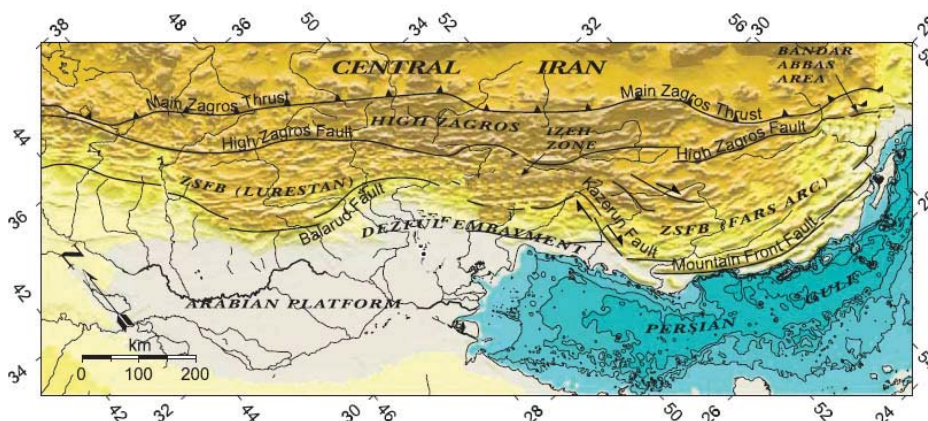 38 48 36 50 34 52 32 56 30 28
CENTRAL IRAN
BANDAR
ABBAS
AREA
Main Zagros Thrust
Main Zagros Thrust
HIGH ZAGROS
High Zagros Fault
IZEH
ZONE
High Zagros Fault
44
ZSFB (LURESTAN)
Balarud Fault
Kazerun Fault
ZSFB (FARS ARC)
36
DEZFUL EMBAYMENT
Mountain Front Fault
42
ARABIAN PLATFORM
PERSIAN GULF
km
0 100 200
34
42 32 44 30 46 28 50 26 52 24